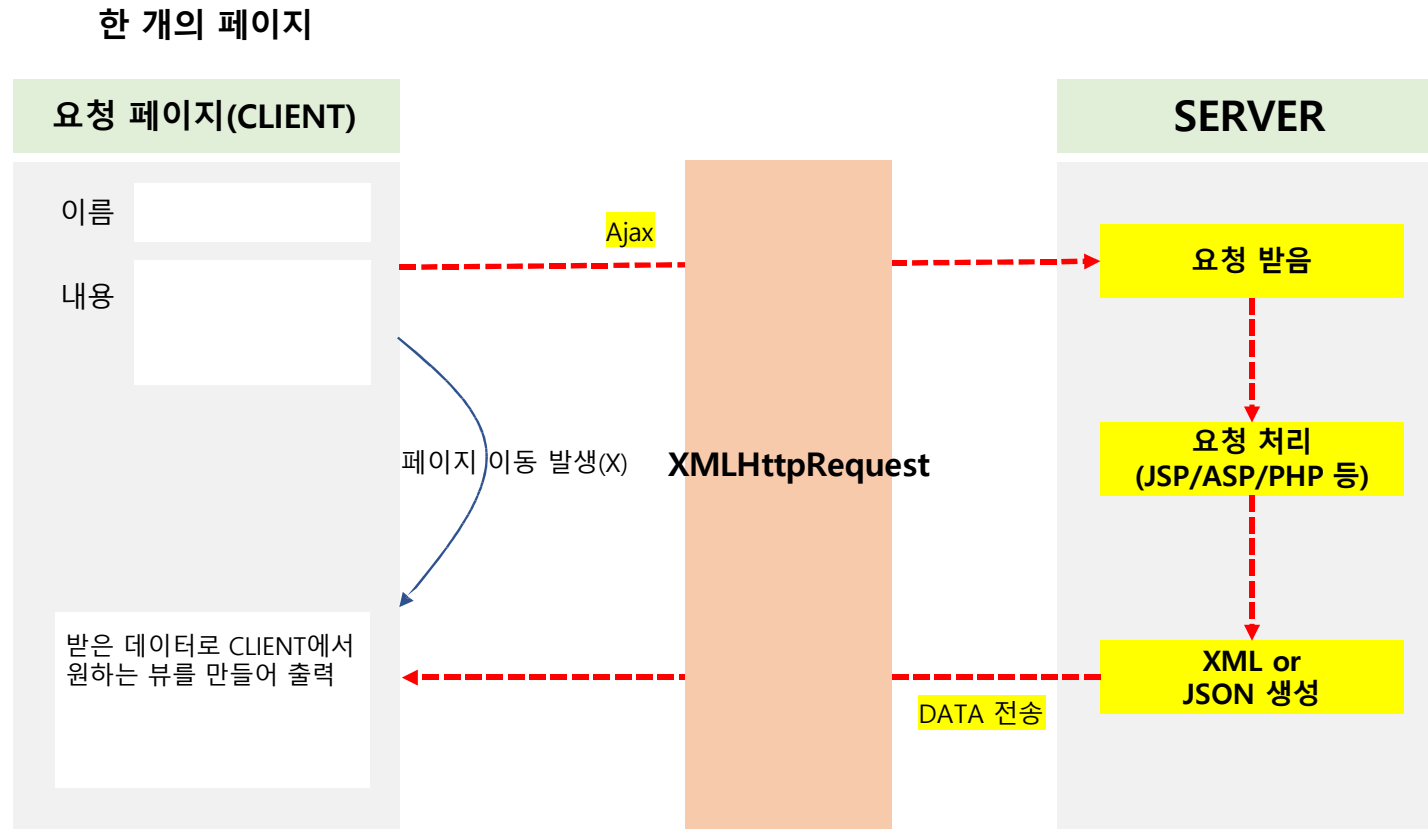 한 개의 페이지
요청 페이지(CLIENT)
SERVER
이름
내용
Ajax
요청 받음
페이지 이동 발생(X)
XMLHttpRequest
요청 처리
(JSP/ASP/PHP 등)
받은 데이터로 CLIENT에서
원하는 뷰를 만들어 출력
XML or
JSON 생성
DATA 전송